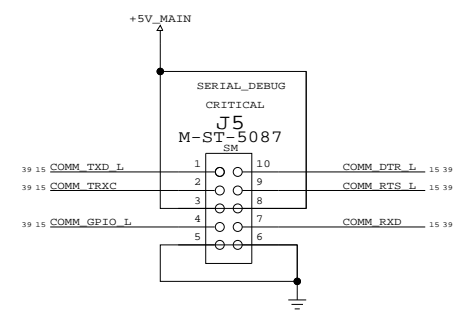 +5V_MAIN
SERIAL_DEBUG
CRITICAL
J5
M-ST-5087
SM
39 15 COMM_TXD_L 1 10 COMM_DTR_L 15 39
39 15 COMM_TRXC 2 9 COMM_RTS_L 15 39
3 8
39 15 COMM_GPIO_L 4 7 COMM_RXD 15 39
5 6